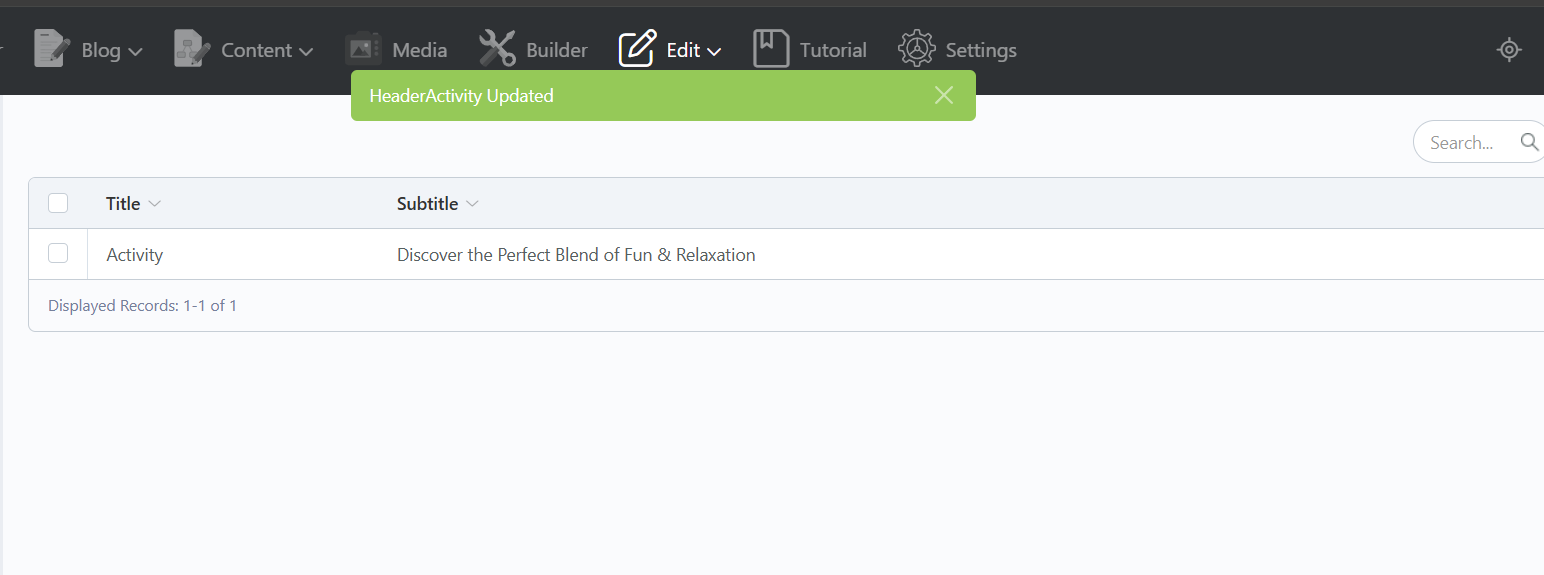 Blog Content Media Builder Edit Tutorial Settings
HeaderActivity Updated
Search...
Title Subtitle
Activity Discover the Perfect Blend of Fun & Relaxation
Displayed Records: 1-1 of 1